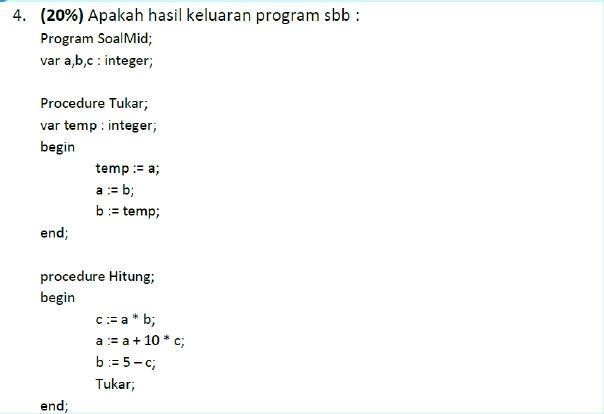 4. (20%) Apakah hasil keluaran program sbb :
Program SoalMid;
var a,b,c : integer;
Procedure Tukar;
var temp : integer;
begin
temp := a;
a := b;
b := temp;
end;
procedure Hitung;
begin
c := a * b;
a := a + 10 * c;
b := 5 – c;
Tukar;
end;